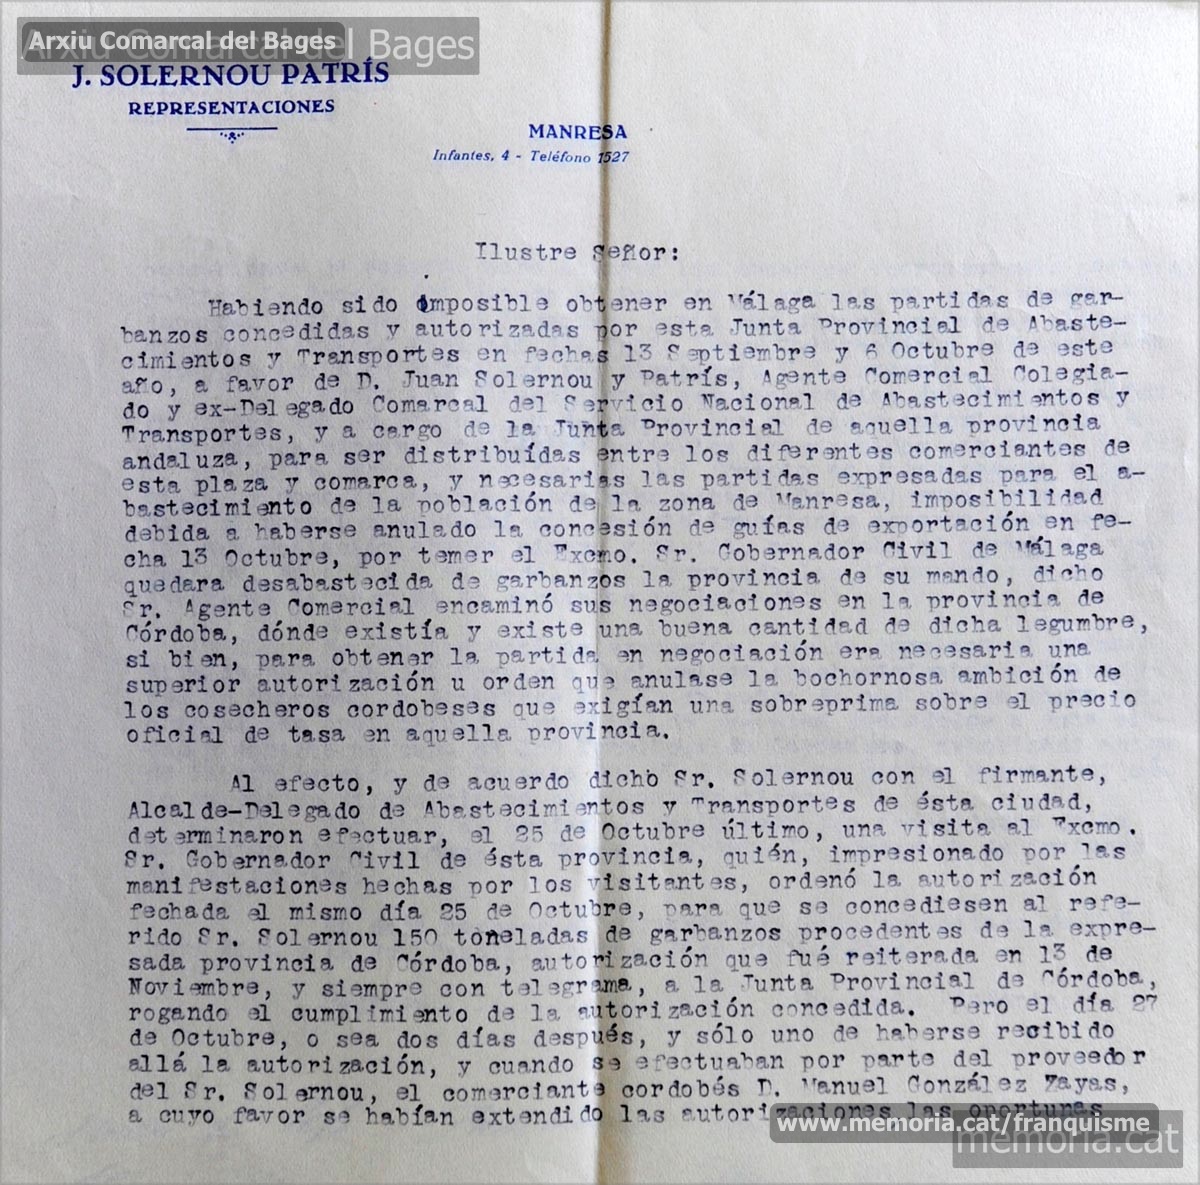 Arxiu Comarcal del Bages
Arxiu Comarcal del Bages
J. SOLERNOU PATRÍS
REPRESENTACIONES
MANRESA
Infantes, 4 - Teléfono 1527
Ilustre Señor:
Habiendo sido imposible obtener en Málaga las partidas de gar-
banzos concedidas y autorizadas por esta Junta Provincial de Abaste-
cimientos y Transportes en fechas 13 Septiembre y 6 Octubre de este
año, a favor de D. Juan Solernou y Patrís, Agente Comercial Colegia-
do y ex-Delegado Comarcal del Servicio Nacional de Abastecimientos y
Transportes, y a cargo de la Junta Provincial de aquella provincia
andaluza, para ser distribuídas entre los diferentes comerciantes de
esta plaza y comarca, y necesarias las partidas expresadas para el a-
bastecimiento de la población de la zona de Manresa, imposibilidad
debida a haberse anulado la concesión de guías de exportación en fe-
cha 13 Octubre, por temer el Excmo. Sr. Gobernador Civil de Málaga
quedara desabastecida de garbanzos la provincia de su mando, dicho
Sr. Agente Comercial encaminó sus negociaciones en la provincia de
Córdoba, dónde existía y existe una buena cantidad de dicha legumbre,
si bien, para obtener la partida en negociación era necesaria una
superior autorización u orden que anulase la bochornosa ambición de
los cosecheros cordobeses que exigían una sobreprima sobre el precio
oficial de tasa en aquella provincia.
Al efecto, y de acuerdo dicho Sr. Solernou con el firmante,
Alcalde-Delegado de Abastecimientos y Transportes de ésta ciudad,
determinaron efectuar, el 25 de Octubre último, una visita al Excmo.
Sr. Gobernador Civil de ésta provincia, quién, impresionado por las
manifestaciones hechas por los visitantes, ordenó la autorización
fechada el mismo día 25 de Octubre, para que se concediesen al refe-
rido Sr. Solernou 150 toneladas de garbanzos procedentes de la expre-
sada provincia de Córdoba, autorización que fué reiterada en 13 de
Noviembre, y siempre con telegrama, a la Junta Provincial de Córdoba,
rogando el cumplimiento de la autorización concedida. Pero el día 27
de Octubre, o sea dos días después, y sólo uno de haberse recibido
allá la autorización, y cuando se efectuaban por parte del proveedor
del Sr. Solernou, el comerciante cordobés D. Manuel González Zayas,
a cuyo favor se habían extendido las autorizaciones las oportunas
www.memoria.cat/franquisme
memoria.cat